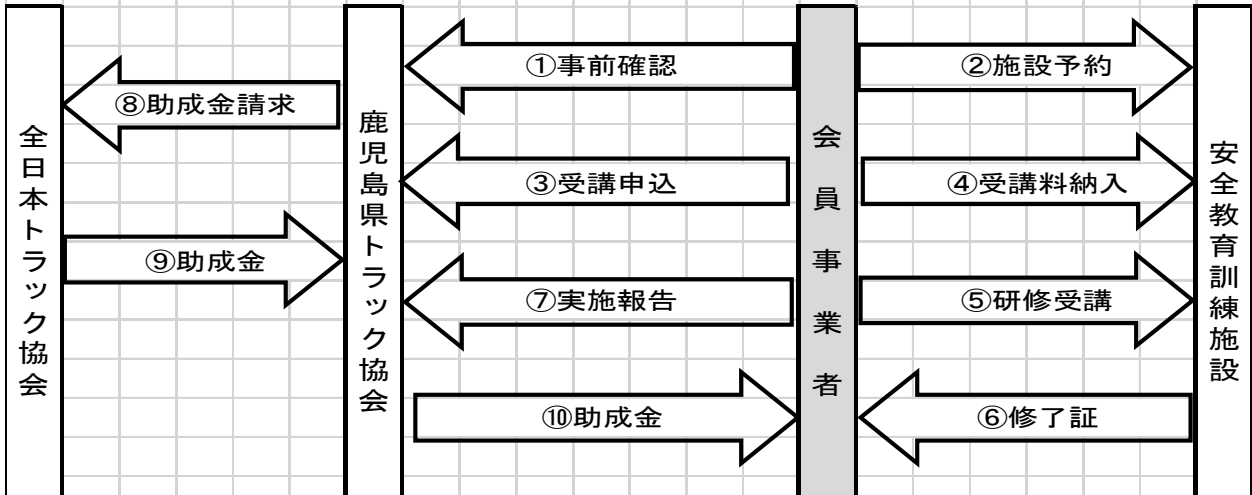 全日本トラック協会
鹿児島県トラック協会
会員事業者
安全教育訓練施設
①事前確認
②施設予約
⑧助成金請求
③受講申込
④受講料納入
⑨助成金
⑦実施報告
⑤研修受講
⑩助成金
⑥修了証